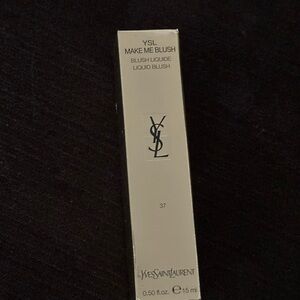 YSL
MAKE ME BLUSH
BLUSH LIQUIDE
LIQUID BLUSH
YSL
37
YVESSAINTLAURENT
0.50 fl.oz. ℮ 15 ml